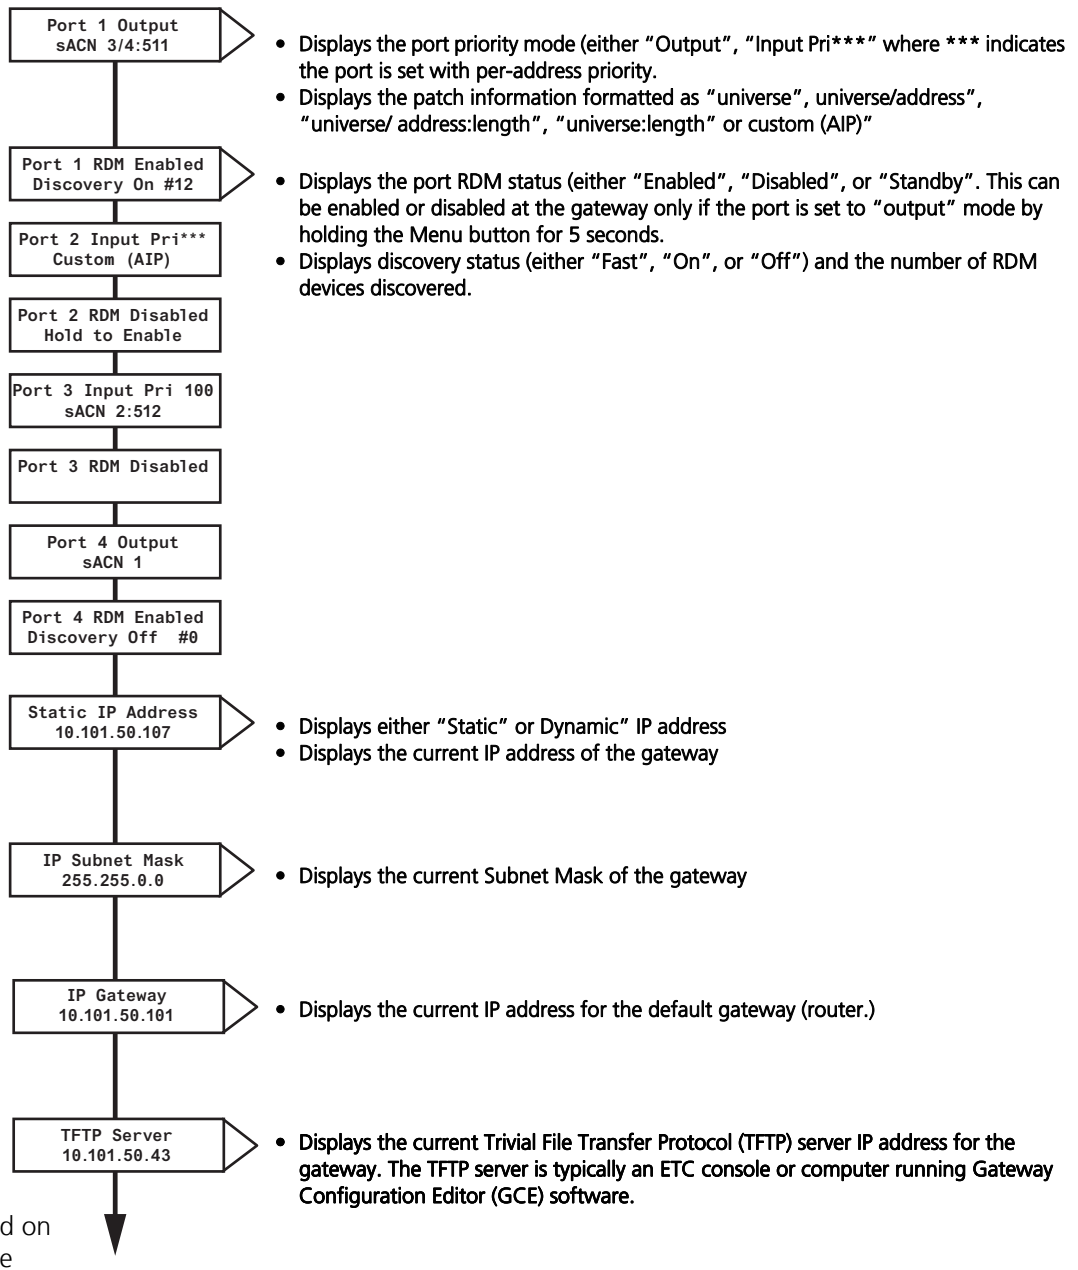 Port 1 Output
sACN 3/4:511
• Displays the port priority mode (either “Output”, “Input Pri***” where *** indicates
the port is set with per-address priority.
• Displays the patch information formatted as “universe”, universe/address”,
“universe/ address:length”, “universe:length” or custom (AIP)”
Port 1 RDM Enabled
Discovery On #12
• Displays the port RDM status (either “Enabled”, “Disabled”, or “Standby”. This can
be enabled or disabled at the gateway only if the port is set to “output” mode by
holding the Menu button for 5 seconds.
• Displays discovery status (either “Fast”, “On”, or “Off”) and the number of RDM
devices discovered.
Port 2 Input Pri***
Custom (AIP)
Port 2 RDM Disabled
Hold to Enable
Port 3 Input Pri 100
sACN 2:512
Port 3 RDM Disabled
Port 4 Output
sACN 1
Port 4 RDM Enabled
Discovery Off #0
Static IP Address
10.101.50.107
• Displays either “Static” or Dynamic” IP address
• Displays the current IP address of the gateway
IP Subnet Mask
255.255.0.0
• Displays the current Subnet Mask of the gateway
IP Gateway
10.101.50.101
• Displays the current IP address for the default gateway (router.)
TFTP Server
10.101.50.43
• Displays the current Trivial File Transfer Protocol (TFTP) server IP address for the
gateway. The TFTP server is typically an ETC console or computer running Gateway
Configuration Editor (GCE) software.
d on
e